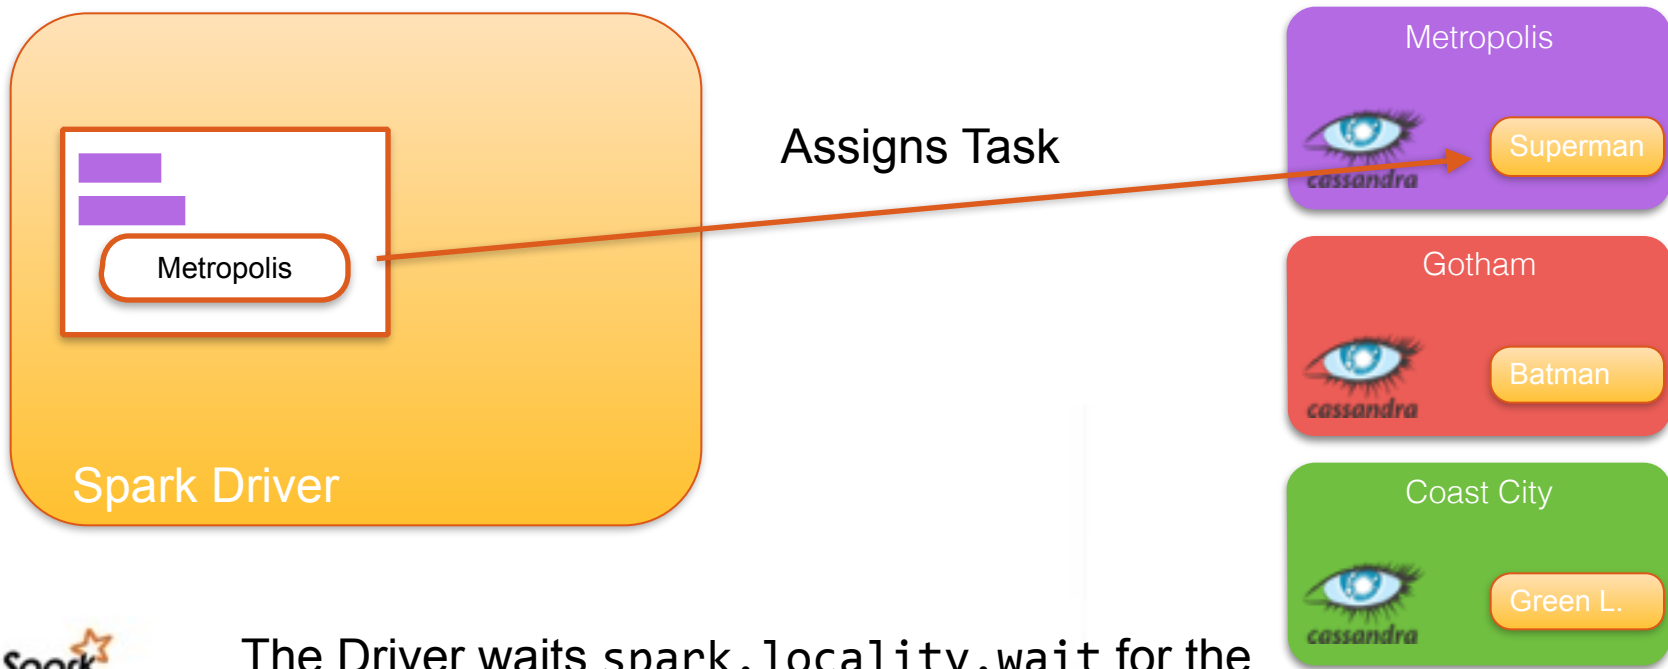 Metropolis
Assigns Task
cassandra
Superman
Metropolis
Gotham
cassandra
Batman
Spark Driver
Coast City
cassandra
Green L.
Spark
The Driver waits spark.locality.wait for the